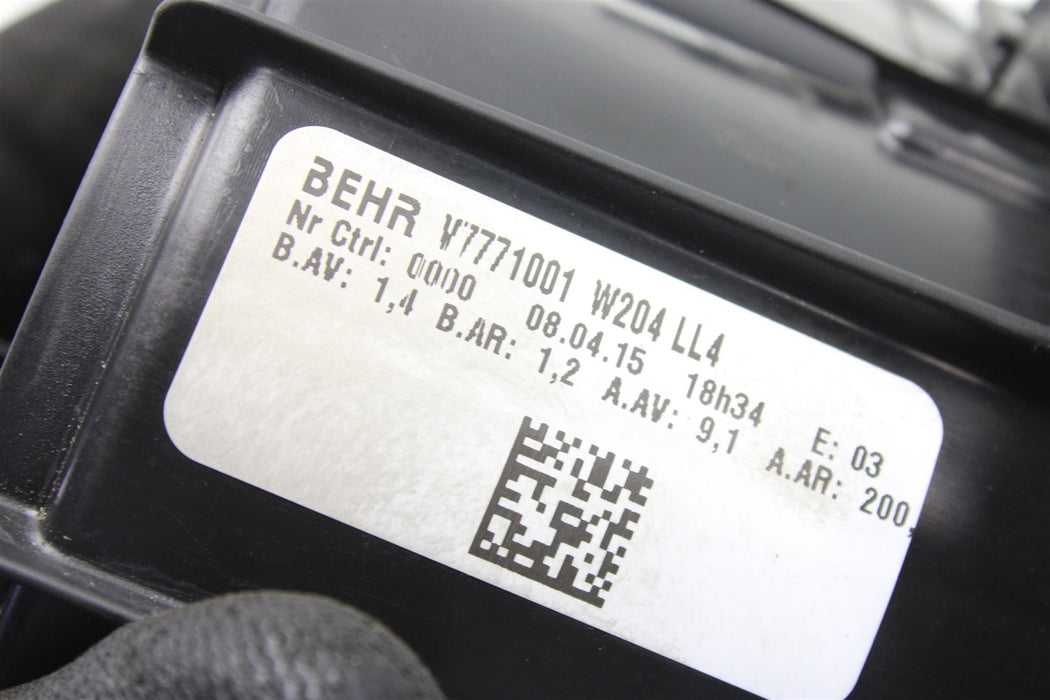 BEHR W7771001 W204 LL4
Nr Ctrl: 0000 08.04.15 18h34 E: 03
B.AV: 1,4 B.AR: 1,2 A.AV: 9,1 A.AR: 200,